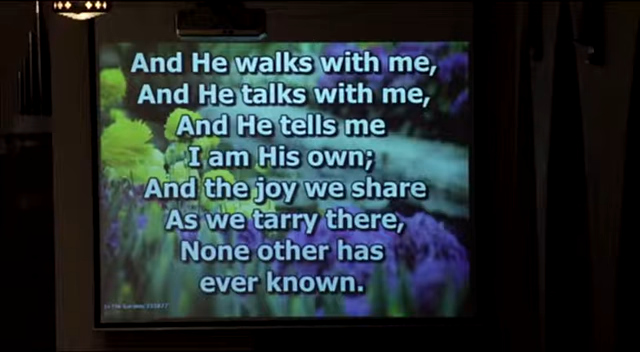 And He walks with me,
And He talks with me,
And He tells me
I am His own;
And the joy we share
As we tarry there,
None other has
ever known.